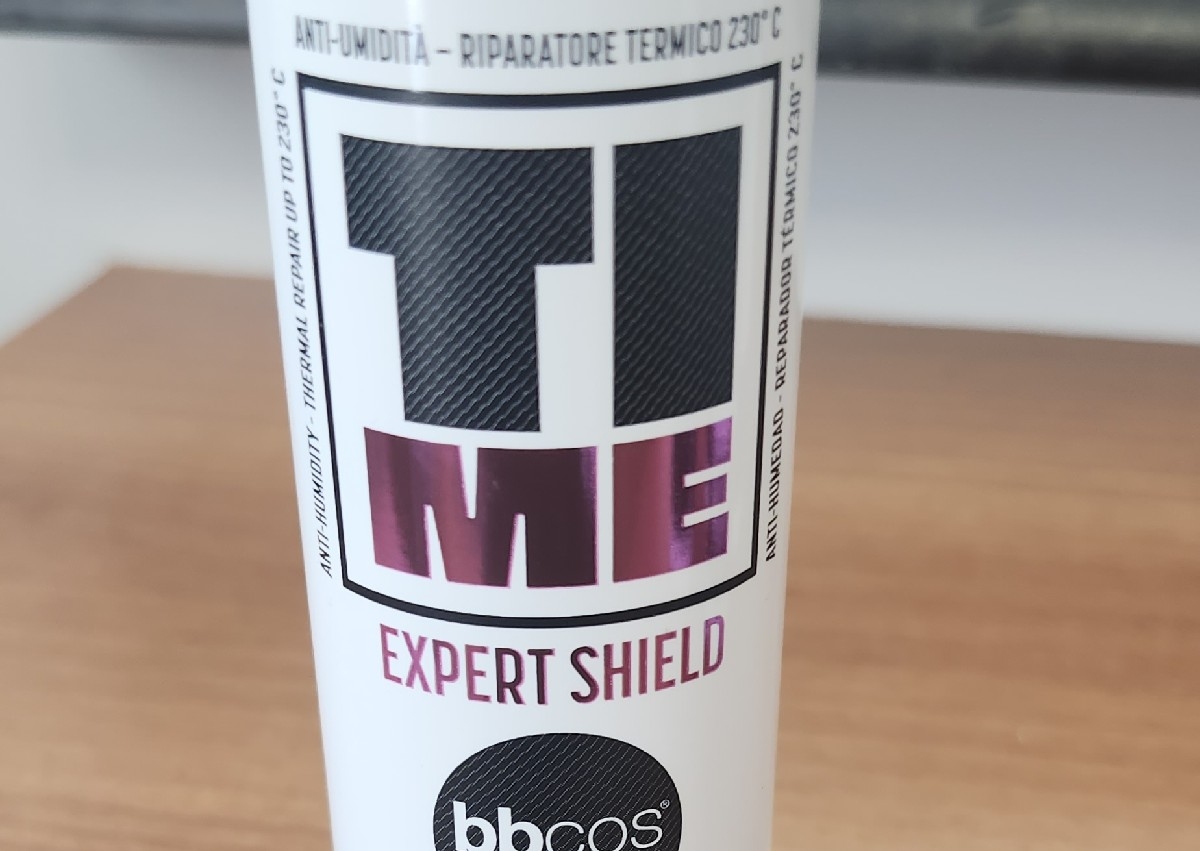 ANTI-UMIDITÀ – RIPARATORE TERMICO 230° C
ANTI-HUMIDITY - THERMAL REPAIR UP TO 230° C
TI
ME
ANTI-HUMEDAD - REPARADOR TÉRMICO 230° C
EXPERT SHIELD
bbcos®